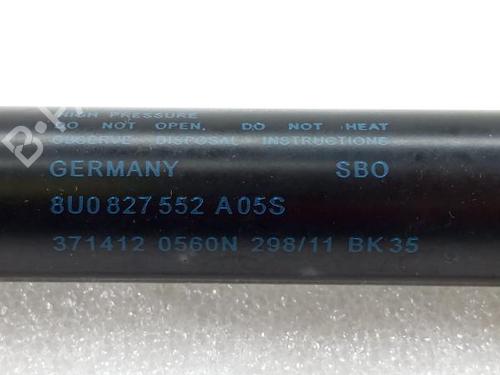 HIGH PRESSURE
DO NOT OPEN. DO NOT HEAT
OBSERVE DISPOSAL INSTRUCTIONS
GERMANY SBO
8U0 827 552 A05S
371412 0560N 298/11 BK35